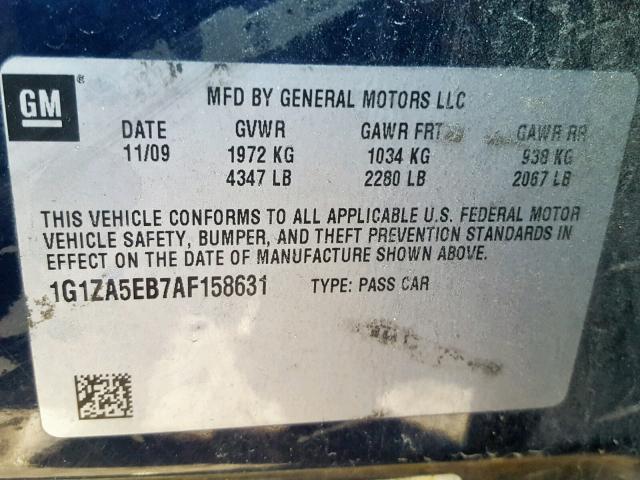 GM ®
MFD BY GENERAL MOTORS LLC
DATE GVWR GAWR FRT GAWR RR
11/09 1972 KG 1034 KG 938 KG
4347 LB 2280 LB 2067 LB
THIS VEHICLE CONFORMS TO ALL APPLICABLE U.S. FEDERAL MOTOR
VEHICLE SAFETY, BUMPER, AND THEFT PREVENTION STANDARDS IN
EFFECT ON THE DATE OF MANUFACTURE SHOWN ABOVE.
1G1ZA5EB7AF158631 TYPE: PASS CAR